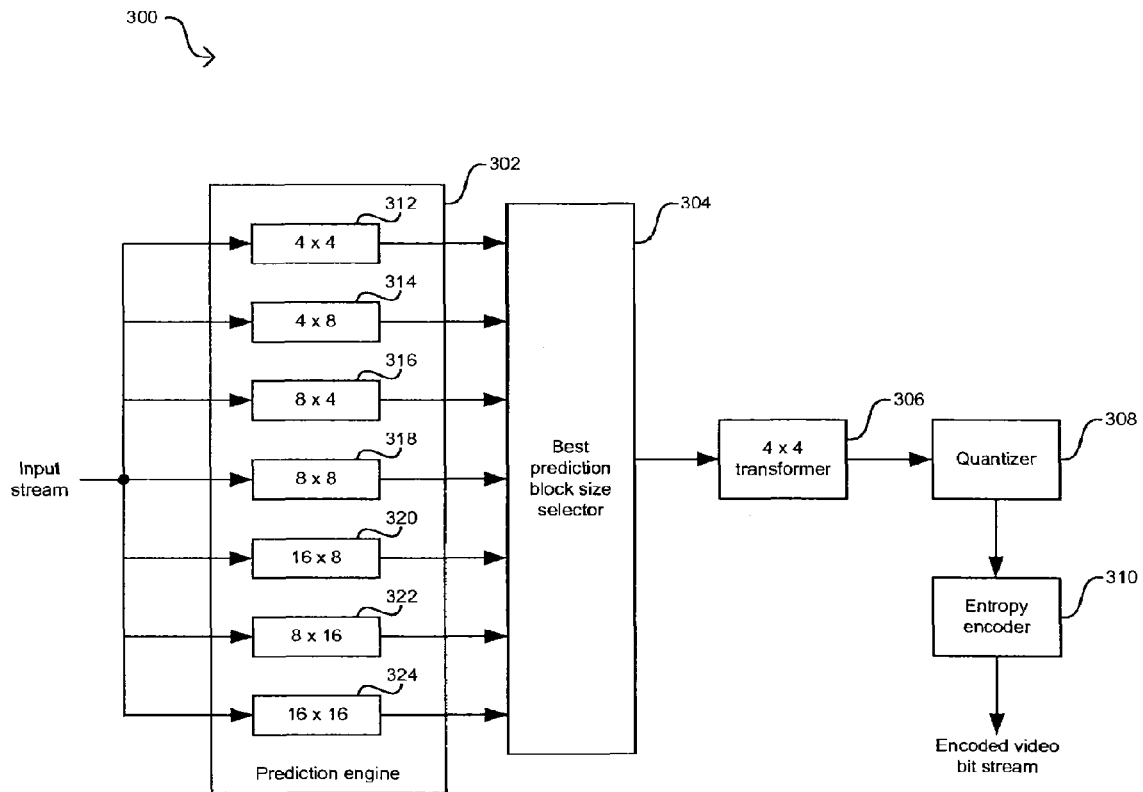 300
302
312
4 x 4
304
314
4 x 8
316
8 x 4
306
308
318
Input
stream
8 x 8
Best
prediction
block size
selector
4 x 4
transformer
Quantizer
320
16 x 8
310
322
8 x 16
Entropy
encoder
324
16 x 16
Prediction engine
Encoded video
bit stream